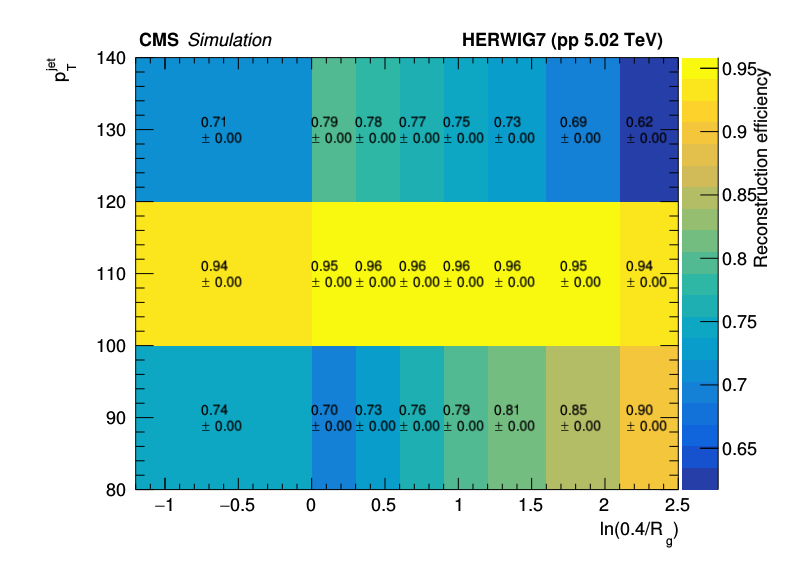 CMS Simulation HERWIG7 (pp 5.02 TeV)
p_T^jet
140
130
120
110
100
90
80
0.71 0.79 0.78 0.77 0.75 0.73 0.69 0.62
± 0.00 ± 0.00 ± 0.00 ± 0.00 ± 0.00 ± 0.00 ± 0.00 ± 0.00
0.94 0.95 0.96 0.96 0.96 0.96 0.95 0.94
± 0.00 ± 0.00 ± 0.00 ± 0.00 ± 0.00 ± 0.00 ± 0.00 ± 0.00
0.74 0.70 0.73 0.76 0.79 0.81 0.85 0.90
± 0.00 ± 0.00 ± 0.00 ± 0.00 ± 0.00 ± 0.00 ± 0.00 ± 0.00
−1 −0.5 0 0.5 1 1.5 2 2.5
ln(0.4/R_g)
0.95
0.9
0.85
0.8
0.75
0.7
0.65
Reconstruction efficiency